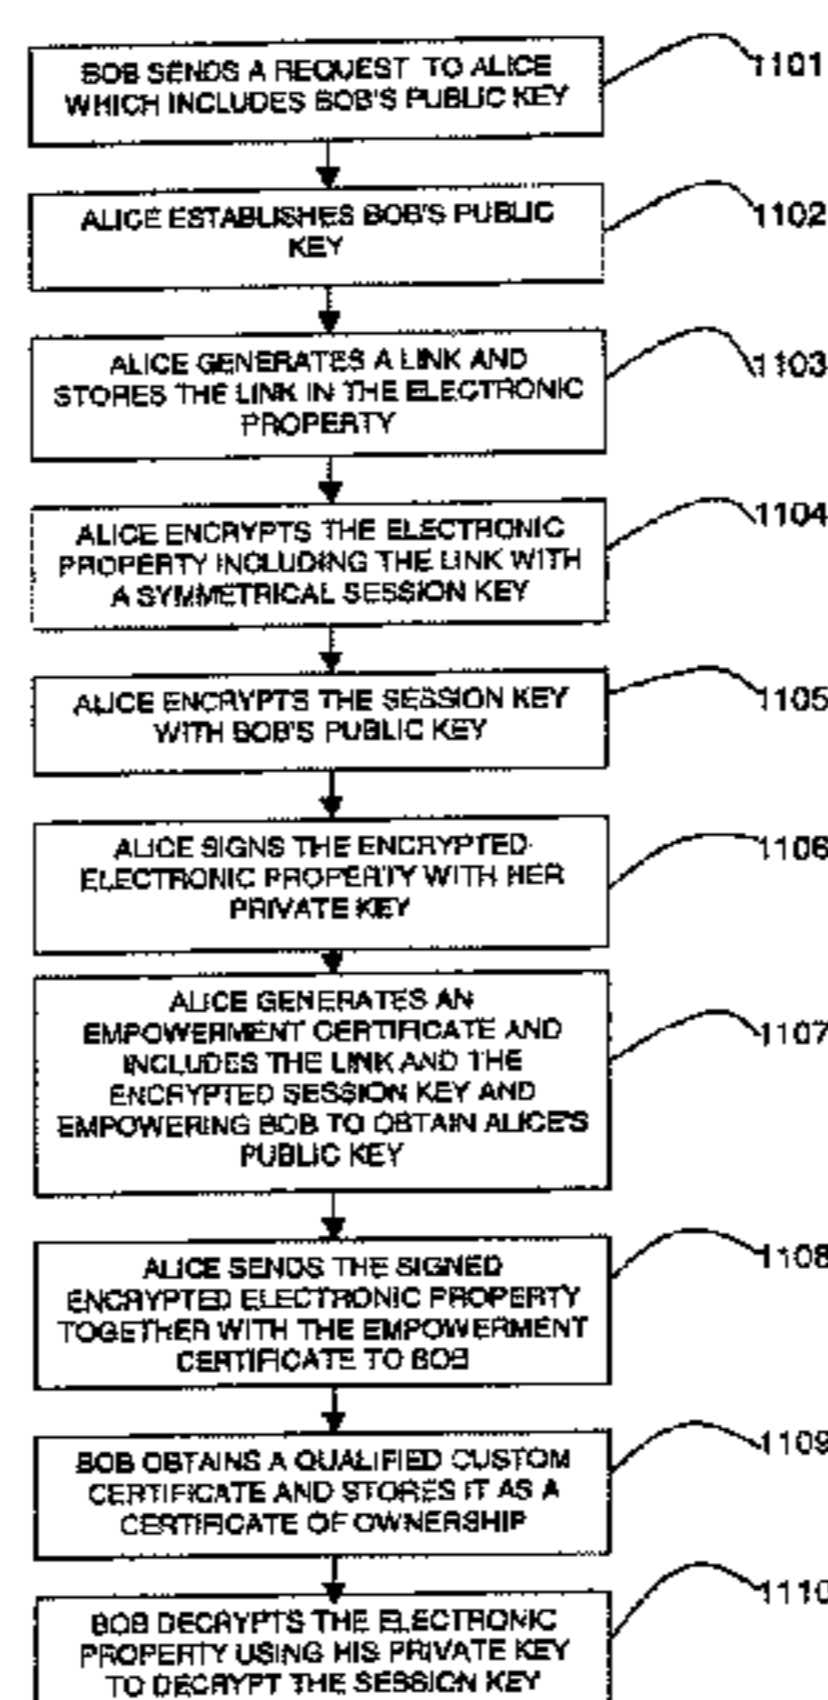 BOB SENDS A REQUEST TO ALICE
WHICH INCLUDES BOB'S PUBLIC KEY
1101
ALICE ESTABLISHES BOB'S PUBLIC
KEY
1102
ALICE GENERATES A LINK AND
STORES THE LINK IN THE ELECTRONIC
PROPERTY
1103
ALICE ENCRYPTS THE ELECTRONIC
PROPERTY INCLUDING THE LINK WITH
A SYMMETRICAL SESSION KEY
1104
ALICE ENCRYPTS THE SESSION KEY
WITH BOB'S PUBLIC KEY
1105
ALICE SIGNS THE ENCRYPTED
ELECTRONIC PROPERTY WITH HER
PRIVATE KEY
1106
ALICE GENERATES AN
EMPOWERMENT CERTIFICATE AND
INCLUDES THE LINK AND THE
ENCRYPTED SESSION KEY AND
EMPOWERING BOB TO OBTAIN ALICE'S
PUBLIC KEY
1107
ALICE SENDS THE SIGNED
ENCRYPTED ELECTRONIC PROPERTY
TOGETHER WITH THE EMPOWERMENT
CERTIFICATE TO BOB
1108
BOB OBTAINS A QUALIFIED CUSTOM
CERTIFICATE AND STORES IT AS A
CERTIFICATE OF OWNERSHIP
1109
BOB DECRYPTS THE ELECTRONIC
PROPERTY USING HIS PRIVATE KEY
TO DECRYPT THE SESSION KEY
1110